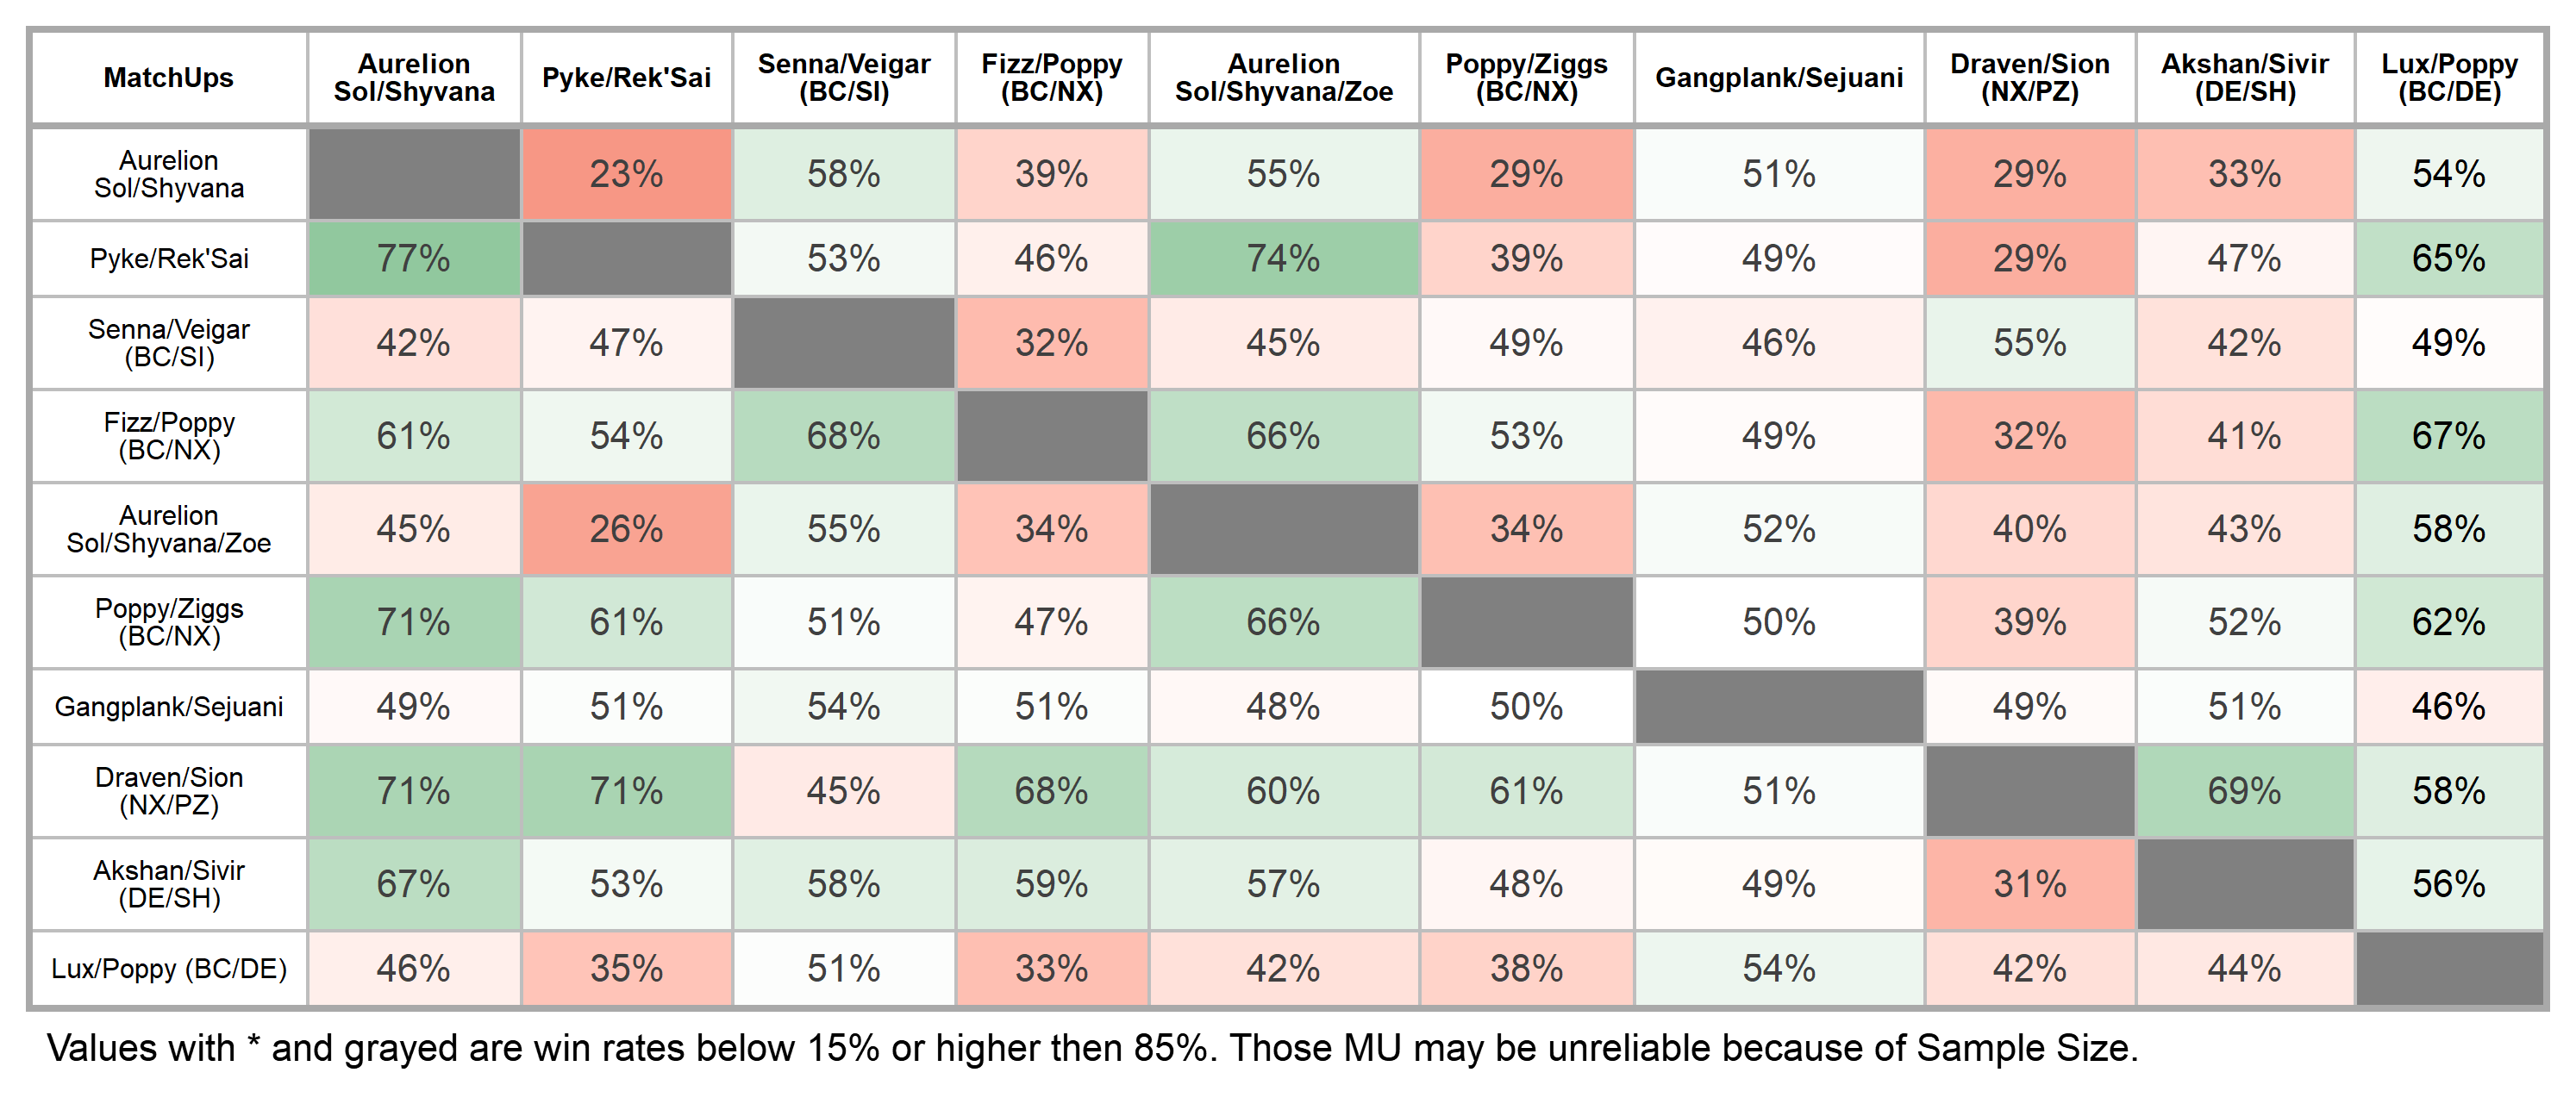 MatchUps Aurelion Sol/Shyvana Pyke/Rek'Sai Senna/Veigar (BC/SI) Fizz/Poppy (BC/NX) Aurelion Sol/Shyvana/Zoe Poppy/Ziggs (BC/NX) Gangplank/Sejuani Draven/Sion (NX/PZ) Akshan/Sivir (DE/SH) Lux/Poppy (BC/DE)
Aurelion Sol/Shyvana 23% 58% 39% 55% 29% 51% 29% 33% 54%
Pyke/Rek'Sai 77% 53% 46% 74% 39% 49% 29% 47% 65%
Senna/Veigar (BC/SI) 42% 47% 32% 45% 49% 46% 55% 42% 49%
Fizz/Poppy (BC/NX) 61% 54% 68% 66% 53% 49% 32% 41% 67%
Aurelion Sol/Shyvana/Zoe 45% 26% 55% 34% 34% 52% 40% 43% 58%
Poppy/Ziggs (BC/NX) 71% 61% 51% 47% 66% 50% 39% 52% 62%
Gangplank/Sejuani 49% 51% 54% 51% 48% 50% 49% 51% 46%
Draven/Sion (NX/PZ) 71% 71% 45% 68% 60% 61% 51% 69% 58%
Akshan/Sivir (DE/SH) 67% 53% 58% 59% 57% 48% 49% 31% 56%
Lux/Poppy (BC/DE) 46% 35% 51% 33% 42% 38% 54% 42% 44%
Values with * and grayed are win rates below 15% or higher then 85%. Those MU may be unreliable because of Sample Size.